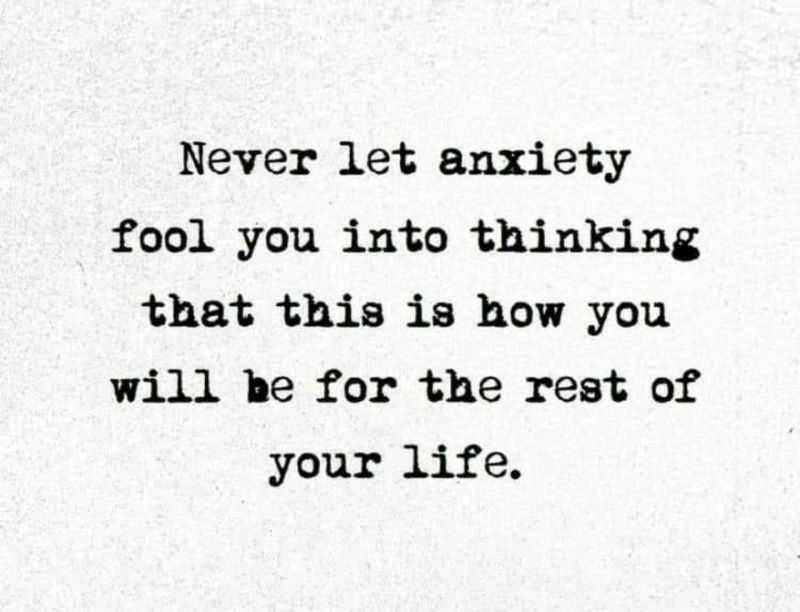 Never let anxiety
fool you into thinking
that this is how you
will be for the rest of
your life.